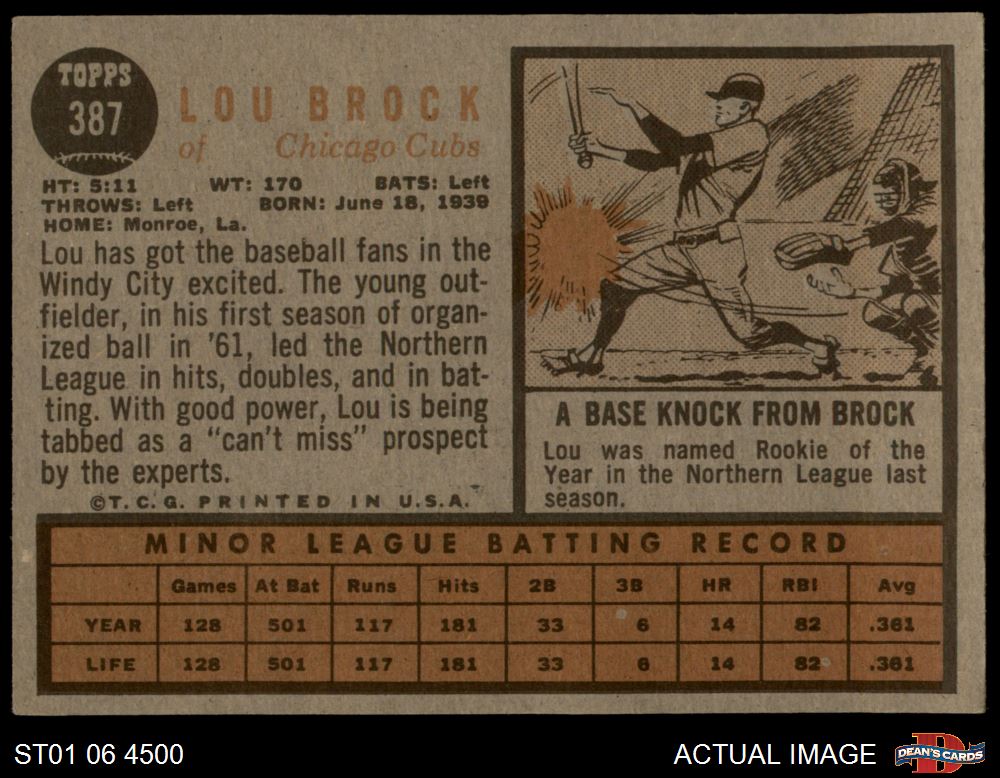 TOPPS
387
LOU BROCK
of Chicago Cubs
HT: 5:11 WT: 170 BATS: Left
THROWS: Left BORN: June 18, 1939
HOME: Monroe, La.
Lou has got the baseball fans in the
Windy City excited. The young out-
fielder, in his first season of organ-
ized ball in '61, led the Northern
League in hits, doubles, and in bat-
ting. With good power, Lou is being
tabbed as a "can't miss" prospect
by the experts.
©T.C.G. PRINTED IN U.S.A.
A BASE KNOCK FROM BROCK
Lou was named Rookie of the
Year in the Northern League last
season.
MINOR LEAGUE BATTING RECORD
Games At Bat Runs Hits 2B 3B HR RBI Avg
YEAR 128 501 117 181 33 6 14 82 .361
LIFE 128 501 117 181 33 6 14 82 .361
ST01 06 4500
ACTUAL IMAGE
DEAN'S CARDS